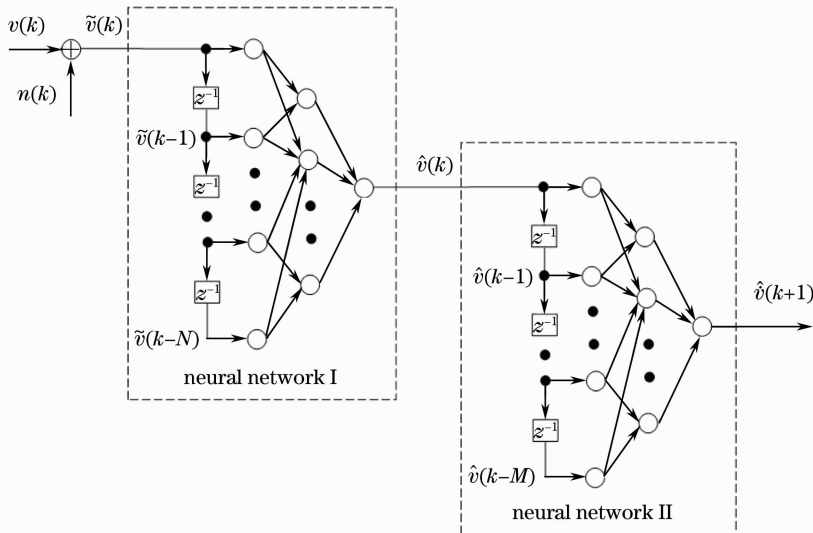 v(k)
ṽ(k)
n(k)
z⁻¹
ṽ(k−1)
z⁻¹
z⁻¹
ṽ(k−N)
neural network I
v̂(k)
z⁻¹
v̂(k−1)
z⁻¹
z⁻¹
v̂(k−M)
neural network II
v̂̂(k+1)